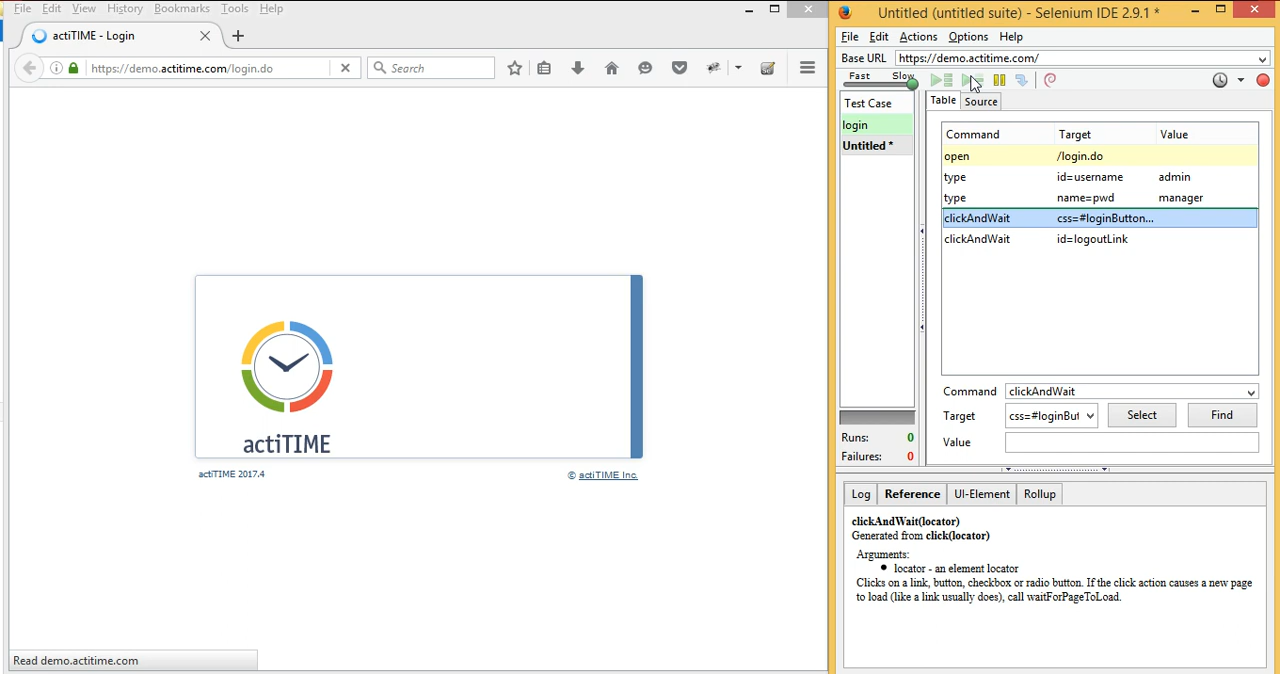 File Edit View History Bookmarks Tools Help
actiTIME - Login
https://demo.actitime.com/login.do
Search
actiTIME
actiTIME 2017.4
© actiTIME Inc.
Read demo.actitime.com
Untitled (untitled suite) - Selenium IDE 2.9.1 *
File Edit Actions Options Help
Base URL https://demo.actitime.com/
Fast Slow
Test Case
login
Untitled *
Runs: 0
Failures: 0
Table Source
Command Target Value
open /login.do
type id=username admin
type name=pwd manager
clickAndWait css=#loginButton...
clickAndWait id=logoutLink
Command clickAndWait
Target css=#loginBut Select Find
Value
Log Reference UI-Element Rollup
clickAndWait(locator)
Generated from click(locator)
Arguments:
locator - an element locator
Clicks on a link, button, checkbox or radio button. If the click action causes a new page
to load (like a link usually does), call waitForPageToLoad.